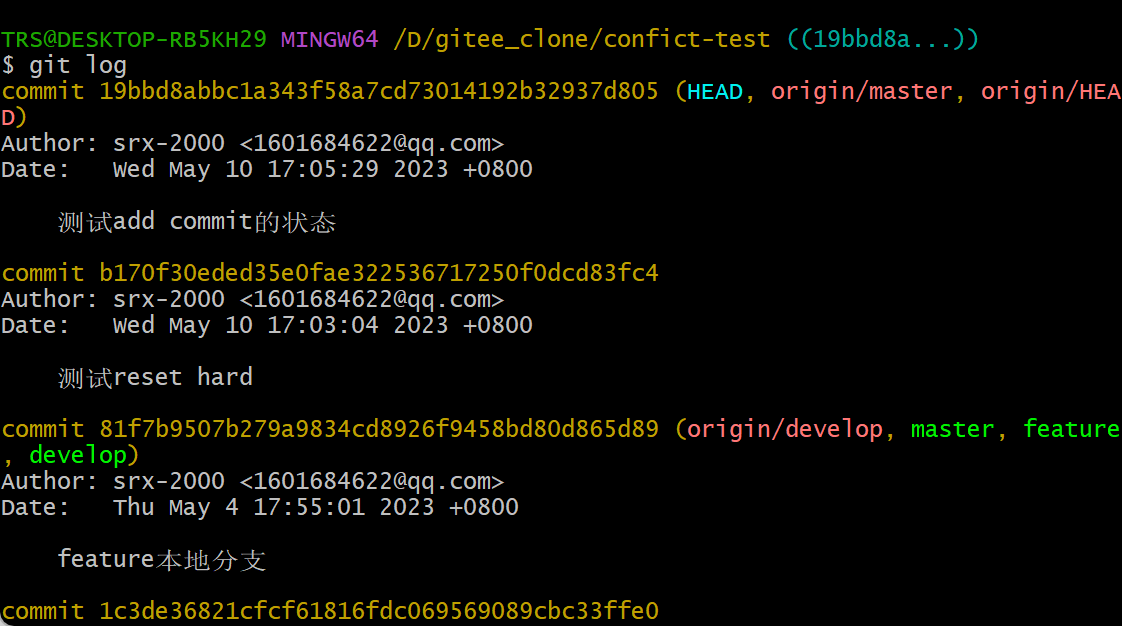 TRS@DESKTOP-RB5KH29 MINGW64 /D/gitee_clone/confict-test ((19bbd8a...))
$ git log
commit 19bbd8abbc1a343f58a7cd73014192b32937d805 (HEAD, origin/master, origin/HEA
D)
Author: srx-2000 <1601684622@qq.com>
Date:   Wed May 10 17:05:29 2023 +0800
    测试add commit的状态
commit b170f30eded35e0fae322536717250f0dcd83fc4
Author: srx-2000 <1601684622@qq.com>
Date:   Wed May 10 17:03:04 2023 +0800
    测试reset hard
commit 81f7b9507b279a9834cd8926f9458bd80d865d89 (origin/develop, master, feature
, develop)
Author: srx-2000 <1601684622@qq.com>
Date:   Thu May 4 17:55:01 2023 +0800
    feature本地分支
commit 1c3de36821cfcf61816fdc069569089cbc33ffe0